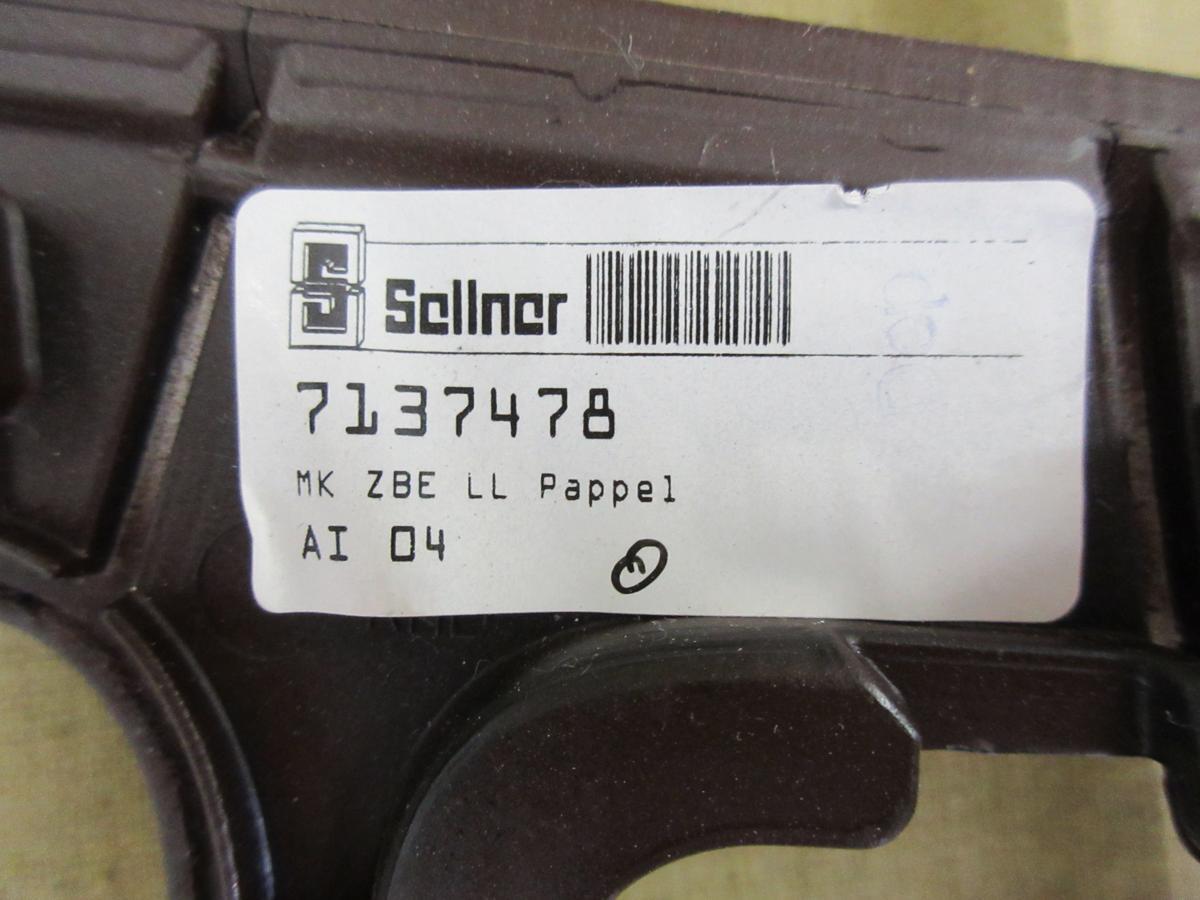 Sellner
7137478
MK ZBE LL Pappel
AI 04